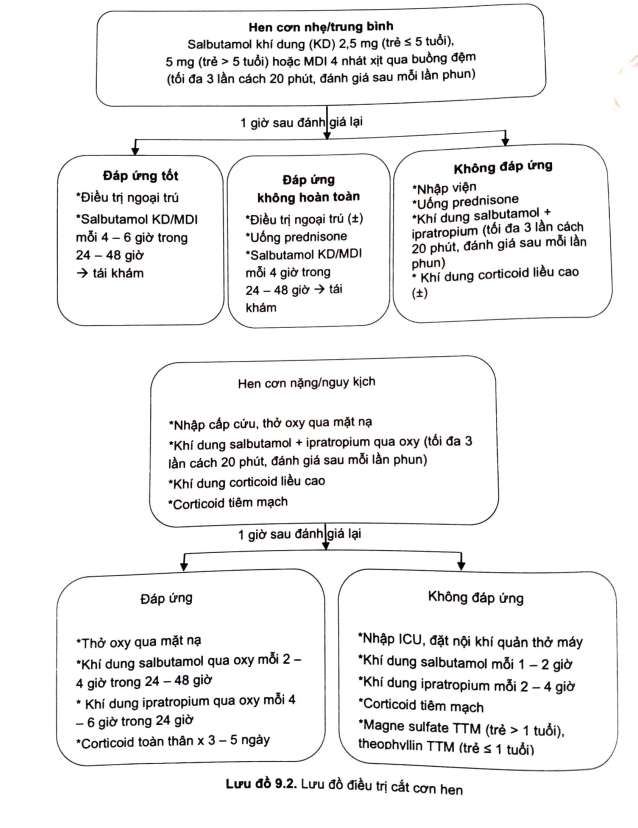 Hen cơn nhẹ/trung bình
Salbutamol khí dung (KD) 2,5 mg (trẻ ≤ 5 tuổi),
5 mg (trẻ > 5 tuổi) hoặc MDI 4 nhát xịt qua buồng đệm
(tối đa 3 lần cách 20 phút, đánh giá sau mỗi lần phun)
1 giờ sau đánh giá lại
Đáp ứng tốt
*Điều trị ngoại trú
*Salbutamol KD/MDI
mỗi 4 – 6 giờ trong
24 – 48 giờ
→ tái khám
Đáp ứng
không hoàn toàn
*Điều trị ngoại trú (±)
*Uống prednisone
*Salbutamol KD/MDI
mỗi 4 giờ trong
24 – 48 giờ → tái
khám
Không đáp ứng
*Nhập viện
*Uống prednisone
*Khí dung salbutamol +
ipratropium (tối đa 3 lần cách
20 phút, đánh giá sau mỗi lần
phun)
* Khí dung corticoid liều cao
(±)
Hen cơn nặng/nguy kịch
*Nhập cấp cứu, thở oxy qua mặt nạ
*Khí dung salbutamol + ipratropium qua oxy (tối đa 3
lần cách 20 phút, đánh giá sau mỗi lần phun)
*Khí dung corticoid liều cao
*Corticoid tiêm mạch
1 giờ sau đánh giá lại
Đáp ứng
*Thở oxy qua mặt nạ
*Khí dung salbutamol qua oxy mỗi 2 –
4 giờ trong 24 – 48 giờ
* Khí dung ipratropium qua oxy mỗi 4
– 6 giờ trong 24 giờ
*Corticoid toàn thân x 3 – 5 ngày
Không đáp ứng
*Nhập ICU, đặt nội khí quản thở máy
*Khí dung salbutamol mỗi 1 – 2 giờ
*Khí dung ipratropium mỗi 2 – 4 giờ
*Corticoid tiêm mạch
*Magne sulfate TTM (trẻ > 1 tuổi),
theophyllin TTM (trẻ ≤ 1 tuổi)
Lưu đồ 9.2. Lưu đồ điều trị cắt cơn hen